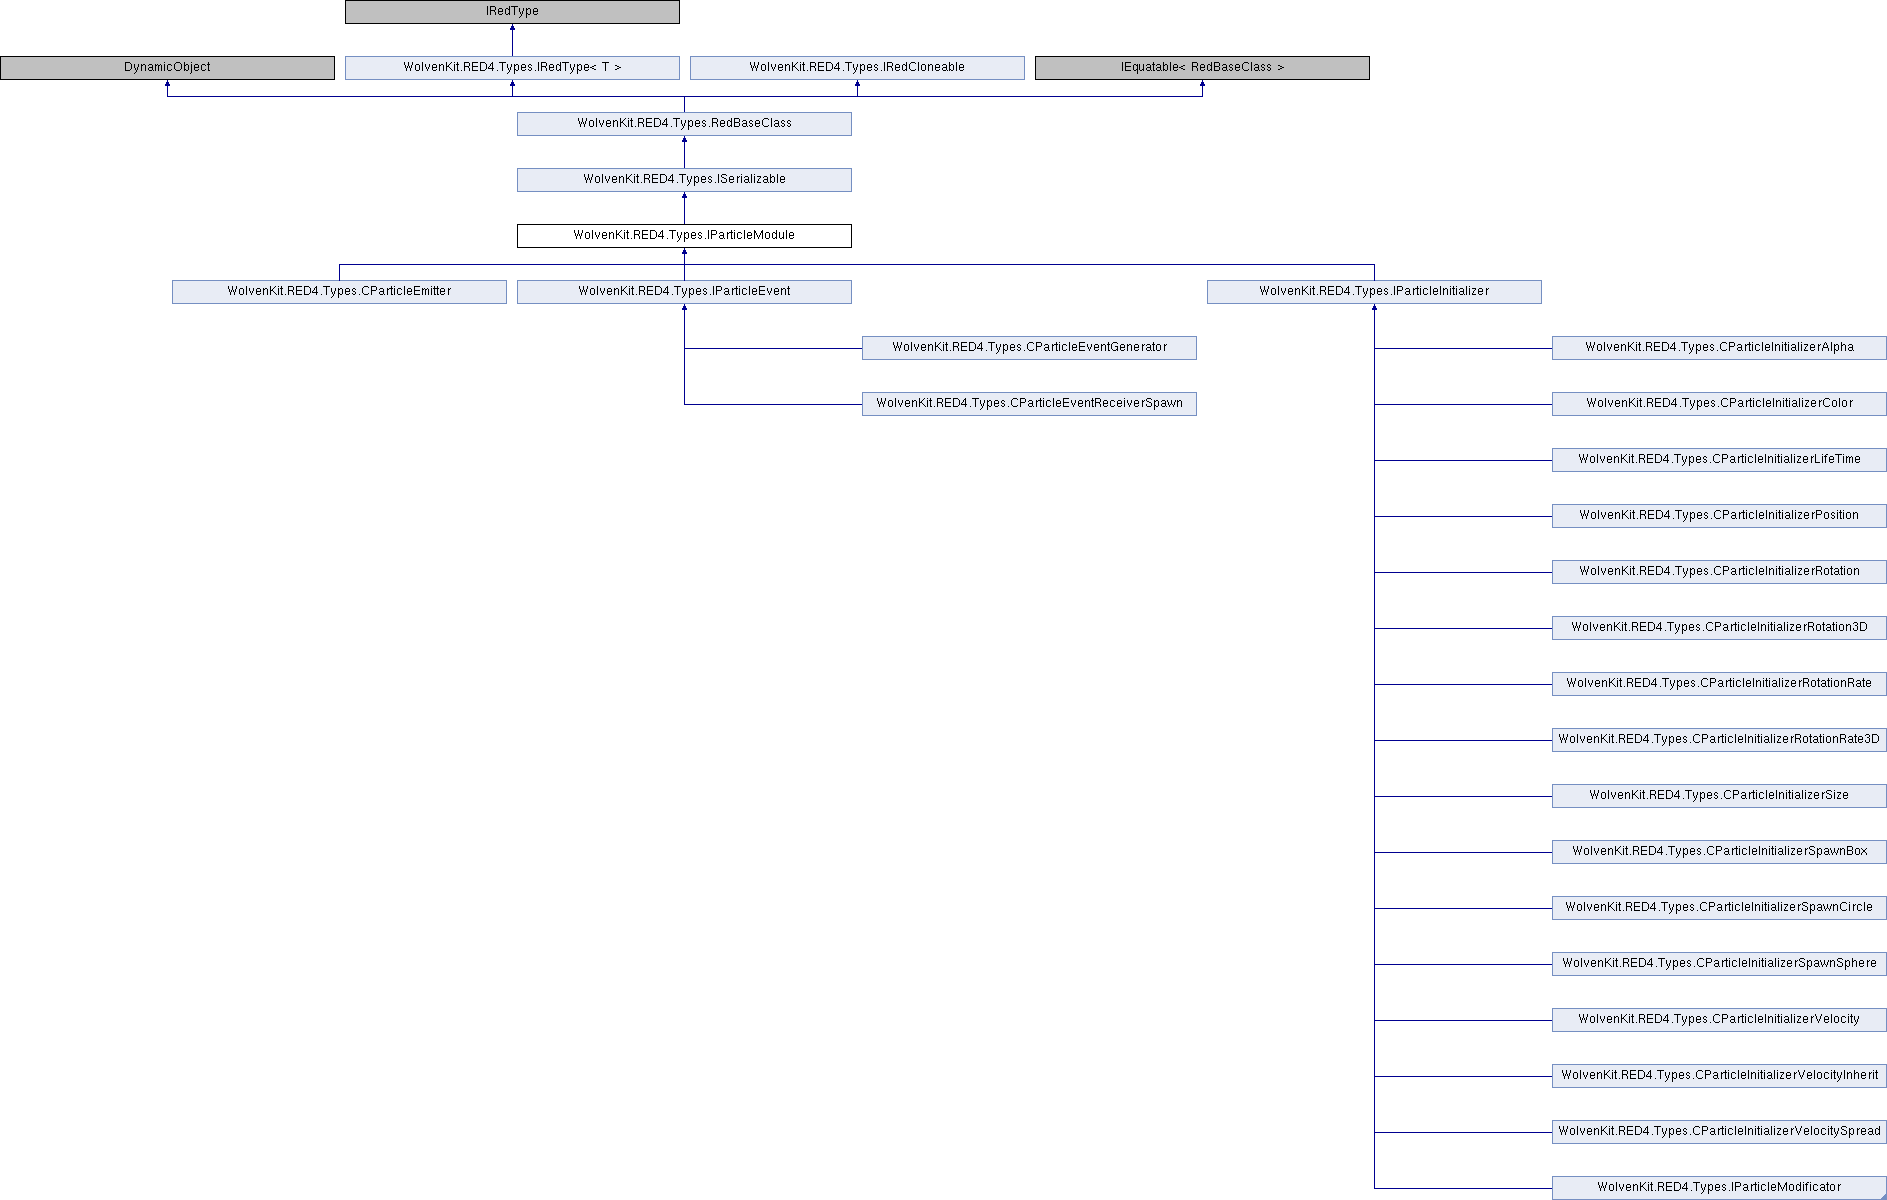 IRedType
DynamicObject
WolvenKit.RED4.Types.IRedType< T >
WolvenKit.RED4.Types.IRedCloneable
IEquatable< RedBaseClass >
WolvenKit.RED4.Types.RedBaseClass
WolvenKit.RED4.Types.ISerializable
WolvenKit.RED4.Types.IParticleModule
WolvenKit.RED4.Types.CParticleEmitter
WolvenKit.RED4.Types.IParticleEvent
WolvenKit.RED4.Types.IParticleInitializer
WolvenKit.RED4.Types.CParticleEventGenerator
WolvenKit.RED4.Types.CParticleInitializerAlpha
WolvenKit.RED4.Types.CParticleEventReceiverSpawn
WolvenKit.RED4.Types.CParticleInitializerColor
WolvenKit.RED4.Types.CParticleInitializerLifeTime
WolvenKit.RED4.Types.CParticleInitializerPosition
WolvenKit.RED4.Types.CParticleInitializerRotation
WolvenKit.RED4.Types.CParticleInitializerRotation3D
WolvenKit.RED4.Types.CParticleInitializerRotationRate
WolvenKit.RED4.Types.CParticleInitializerRotationRate3D
WolvenKit.RED4.Types.CParticleInitializerSize
WolvenKit.RED4.Types.CParticleInitializerSpawnBox
WolvenKit.RED4.Types.CParticleInitializerSpawnCircle
WolvenKit.RED4.Types.CParticleInitializerSpawnSphere
WolvenKit.RED4.Types.CParticleInitializerVelocity
WolvenKit.RED4.Types.CParticleInitializerVelocityInherit
WolvenKit.RED4.Types.CParticleInitializerVelocitySpread
WolvenKit.RED4.Types.IParticleModificator